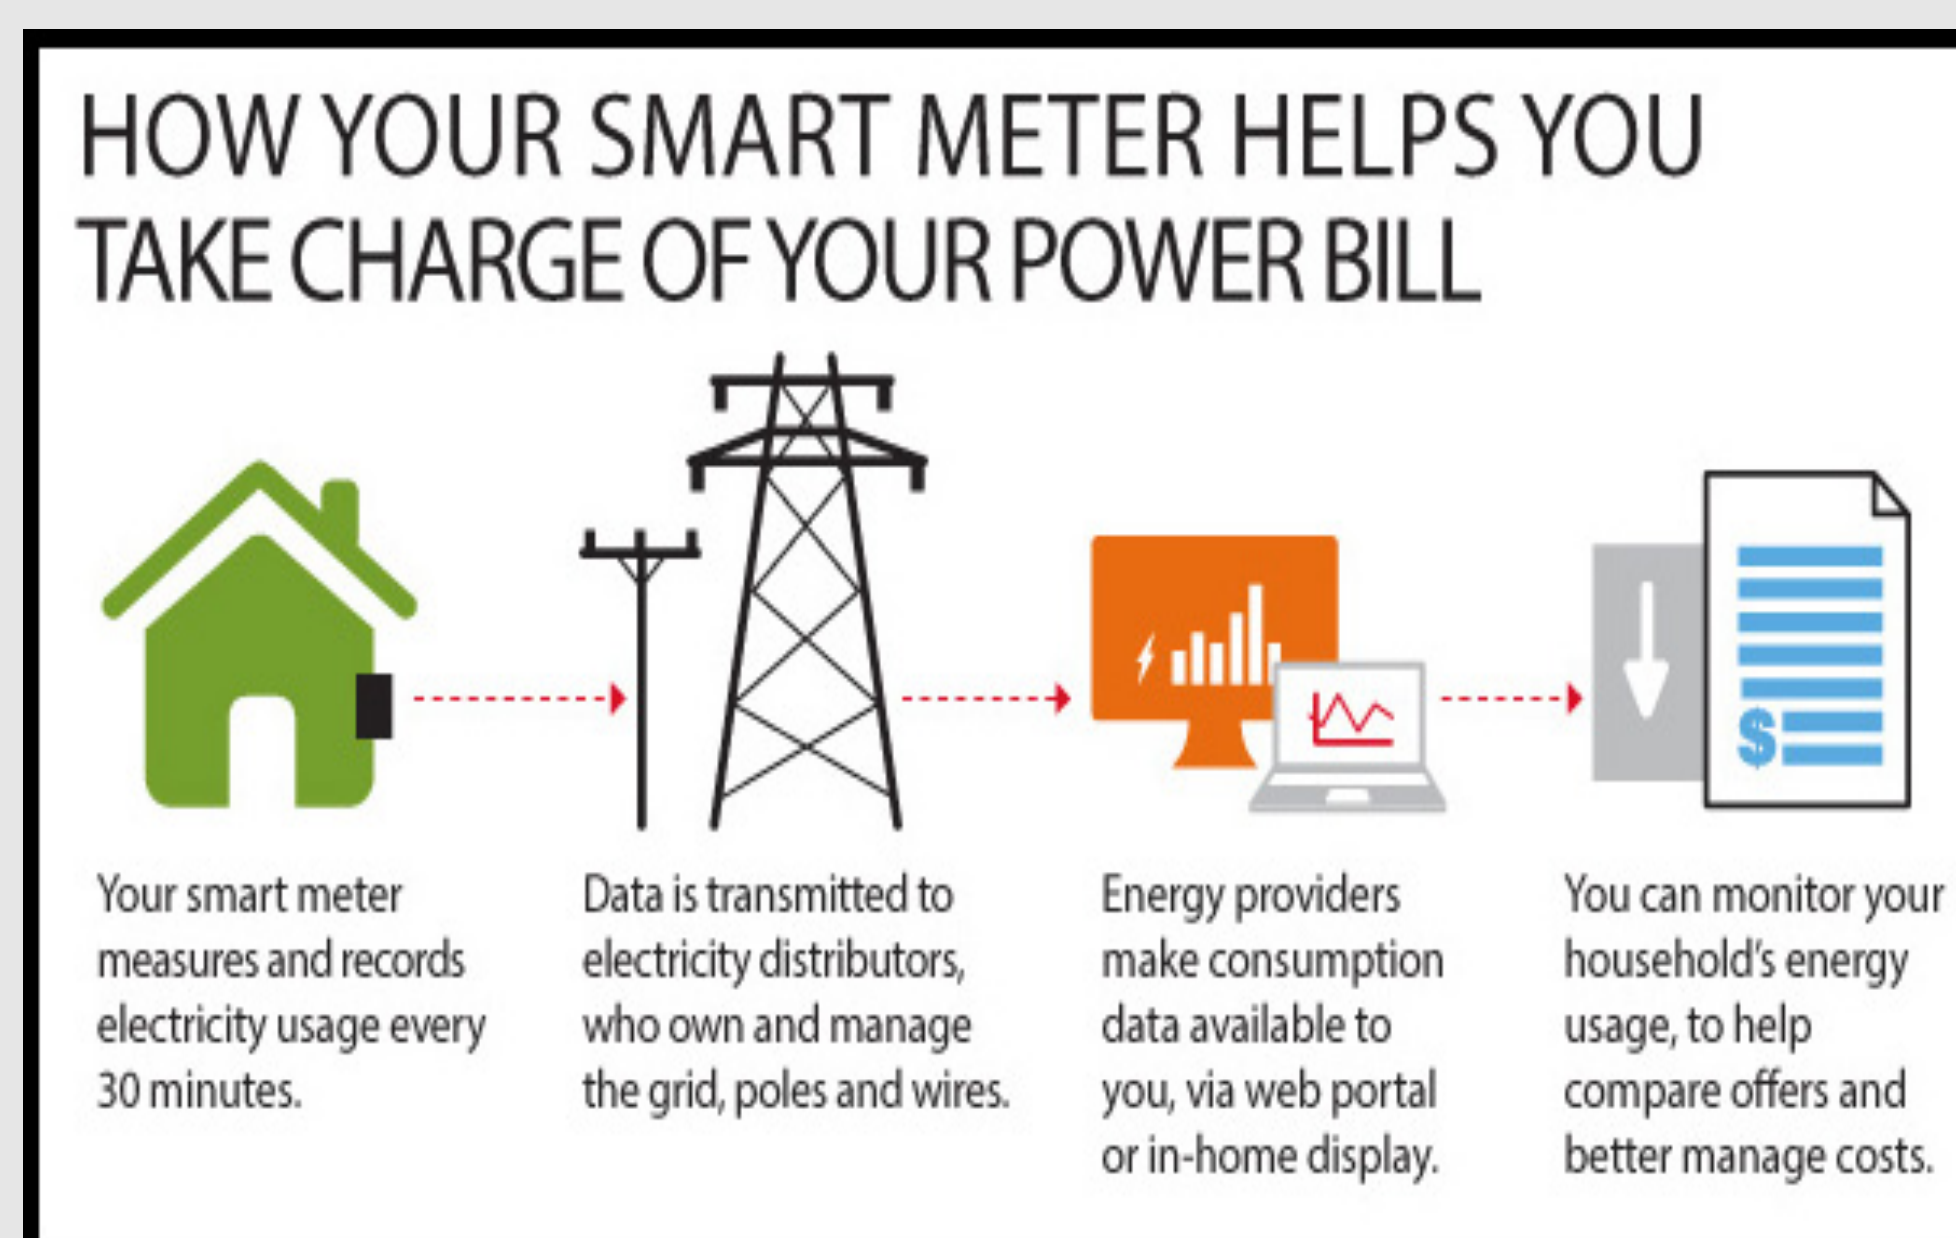 HOW YOUR SMART METER HELPS YOU
TAKE CHARGE OF YOUR POWER BILL
Your smart meter
measures and records
electricity usage every
30 minutes.
Data is transmitted to
electricity distributors,
who own and manage
the grid, poles and wires.
Energy providers
make consumption
data available to
you, via web portal
or in-home display.
$
You can monitor your
household's energy
usage, to help
compare offers and
better manage costs.